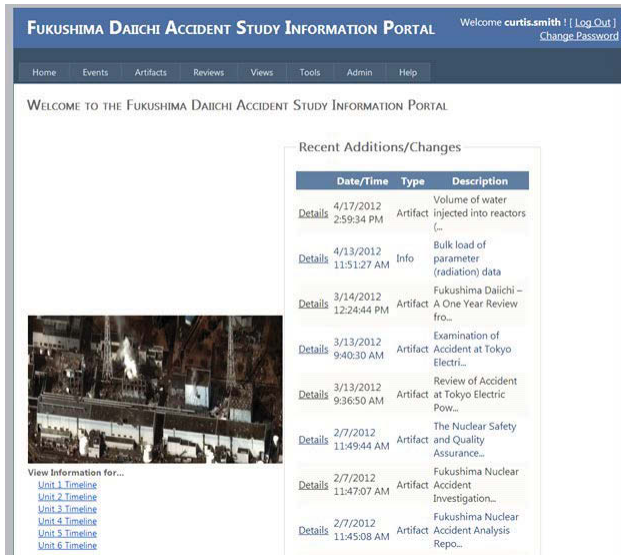 FUKUSHIMA DAIICHI ACCIDENT STUDY INFORMATION PORTAL
Welcome curtis.smith ! [ Log Out ]
Change Password
Home Events Artifacts Reviews Views Tools Admin Help
WELCOME TO THE FUKUSHIMA DAIICHI ACCIDENT STUDY INFORMATION PORTAL
Recent Additions/Changes
Date/Time Type Description
Details 4/17/2012 2:59:34 PM Artifact Volume of water injected into reactors (...
Details 4/13/2012 11:51:27 AM Info Bulk load of parameter (radiation) data
Details 3/14/2012 12:24:44 PM Artifact Fukushima Daiichi – A One Year Review fro...
Details 3/13/2012 9:40:30 AM Artifact Examination of Accident at Tokyo Electri...
Details 3/13/2012 9:36:50 AM Artifact Review of Accident at Tokyo Electric Pow...
Details 2/7/2012 11:49:44 AM Artifact The Nuclear Safety and Quality Assurance...
Details 2/7/2012 11:47:07 AM Artifact Fukushima Nuclear Accident Investigation...
Details 2/7/2012 11:45:08 AM Artifact Fukushima Nuclear Accident Analysis Repo...
View Information for...
Unit 1 Timeline
Unit 2 Timeline
Unit 3 Timeline
Unit 4 Timeline
Unit 5 Timeline
Unit 6 Timeline